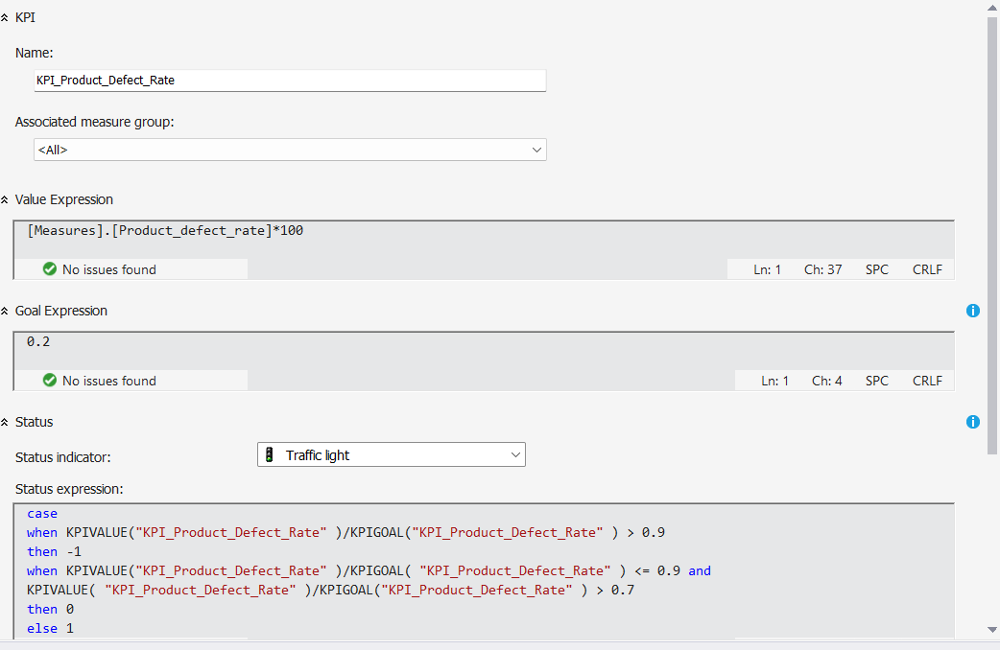 KPI
Name:
KPI_Product_Defect_Rate
Associated measure group:
<All>
Value Expression
[Measures].[Product_defect_rate]*100
No issues found Ln: 1 Ch: 37 SPC CRLF
Goal Expression
0.2
No issues found Ln: 1 Ch: 4 SPC CRLF
Status
Status indicator: Traffic light
Status expression:
case
when KPIVALUE("KPI_Product_Defect_Rate" )/KPIGOAL("KPI_Product_Defect_Rate" ) > 0.9
then -1
when KPIVALUE("KPI_Product_Defect_Rate" )/KPIGOAL( "KPI_Product_Defect_Rate" ) <= 0.9 and
KPIVALUE( "KPI_Product_Defect_Rate" )/KPIGOAL("KPI_Product_Defect_Rate" ) > 0.7
then 0
else 1